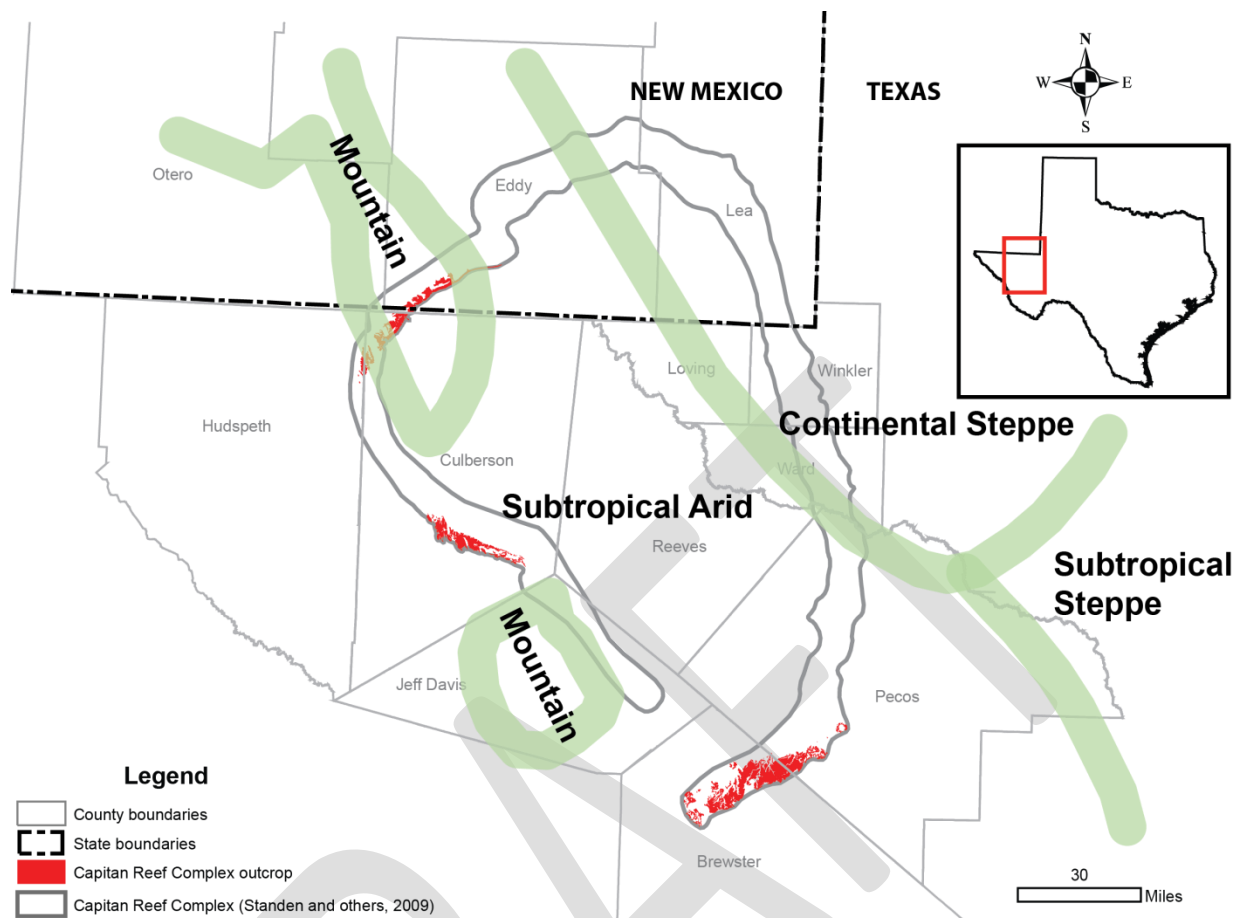 NEW MEXICO
TEXAS
N
W
E
S
Mountain
Otero
Eddy
Lea
Loving
Winkler
Hudspeth
Continental Steppe
Culberson
Ward
Subtropical Arid
Reeves
Subtropical
Steppe
Mountain
Jeff Davis
Pecos
Brewster
Legend
County boundaries
State boundaries
Capitan Reef Complex outcrop
Capitan Reef Complex (Standen and others, 2009)
30
Miles